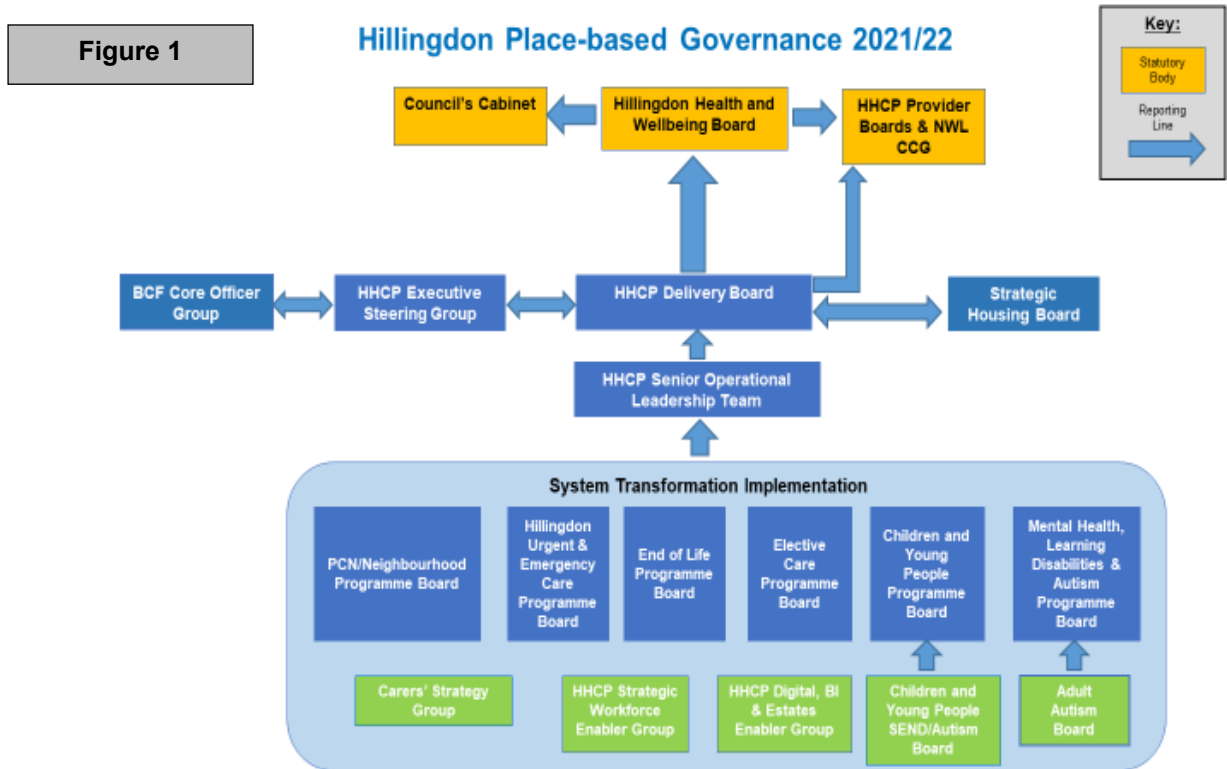 Figure 1
Hillingdon Place-based Governance 2021/22
Key:
Statutory
Body
Reporting
Line
Council's Cabinet
Hillingdon Health and
Wellbeing Board
HHCP Provider
Boards & NWL
CCG
BCF Core Officer
Group
HHCP Executive
Steering Group
HHCP Delivery Board
Strategic
Housing Board
HHCP Senior Operational
Leadership Team
System Transformation Implementation
PCN/Neighbourhood
Programme Board
Hillingdon
Urgent &
Emergency
Care
Programme
Board
End of Life
Programme
Board
Elective
Care
Programme
Board
Children and
Young
People
Programme
Board
Mental Health,
Learning
Disabilities &
Autism
Programme
Board
Carers' Strategy
Group
HHCP Strategic
Workforce
Enabler Group
HHCP Digital, BI
& Estates
Enabler Group
Children and
Young People
SEND/Autism
Board
Adult
Autism
Board